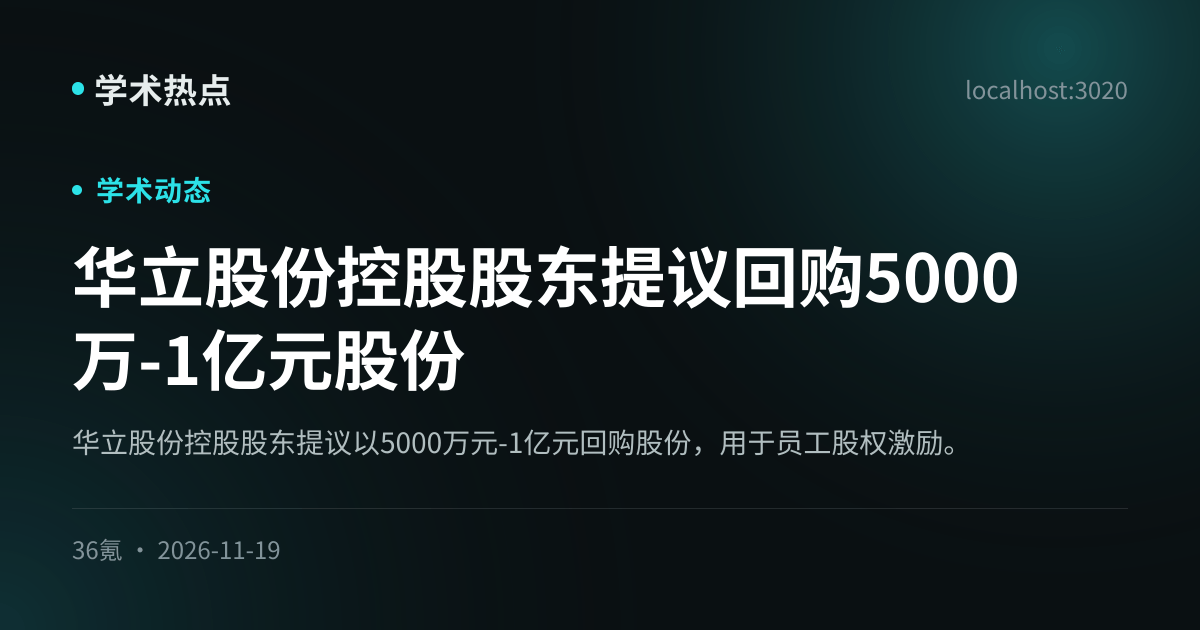 学术热点
localhost:3020
学术动态
华立股份控股股东提议回购5000
万-1亿元股份
华立股份控股股东提议以5000万元-1亿元回购股份，用于员工股权激励。
36氪 · 2026-11-19